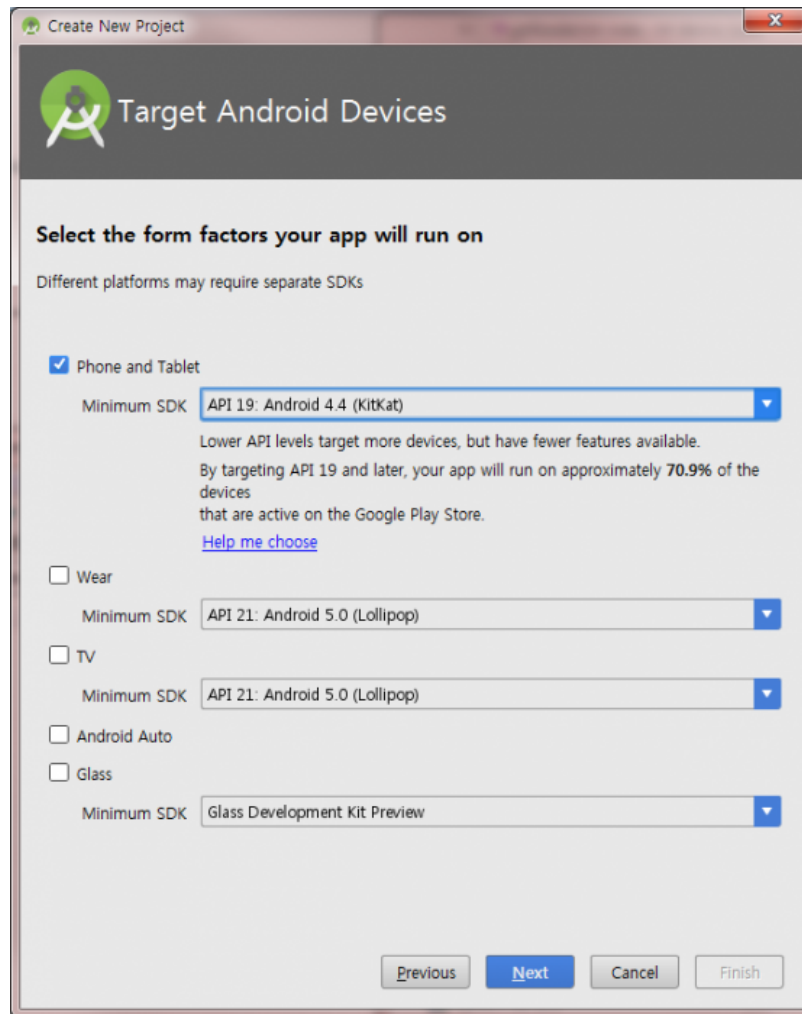 Create New Project
Target Android Devices
Select the form factors your app will run on
Different platforms may require separate SDKs
Phone and Tablet
Minimum SDK API 19: Android 4.4 (KitKat)
Lower API levels target more devices, but have fewer features available.
By targeting API 19 and later, your app will run on approximately 70.9% of the
devices
that are active on the Google Play Store.
Help me choose
Wear
Minimum SDK API 21: Android 5.0 (Lollipop)
TV
Minimum SDK API 21: Android 5.0 (Lollipop)
Android Auto
Glass
Minimum SDK Glass Development Kit Preview
Previous Next Cancel Finish